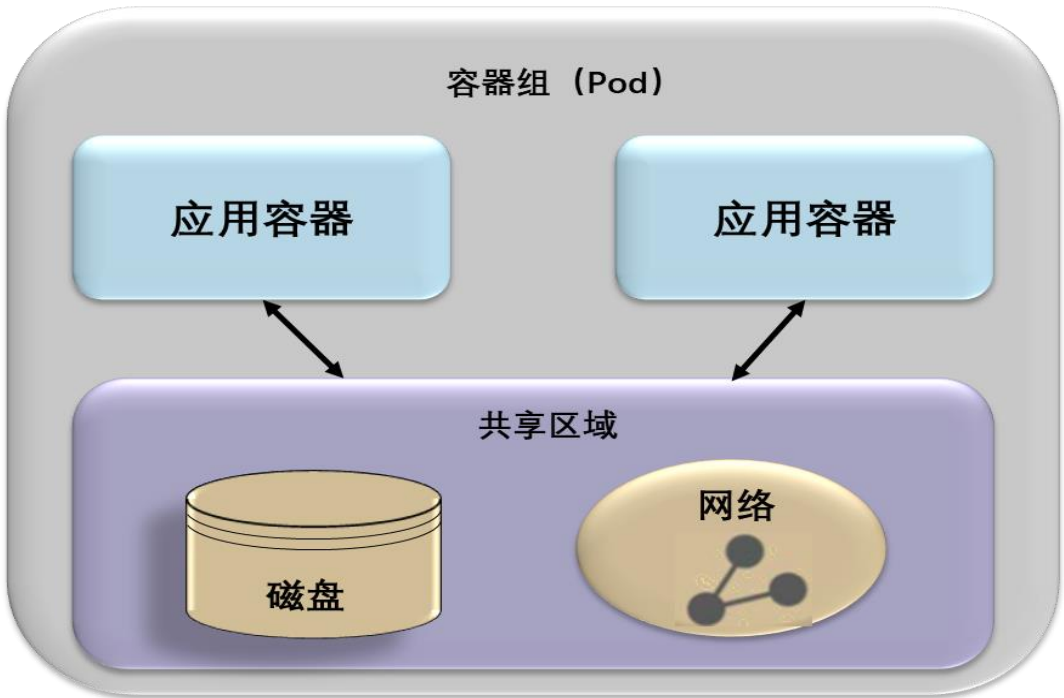 容器组（Pod）
应用容器
应用容器
共享区域
网络
磁盘